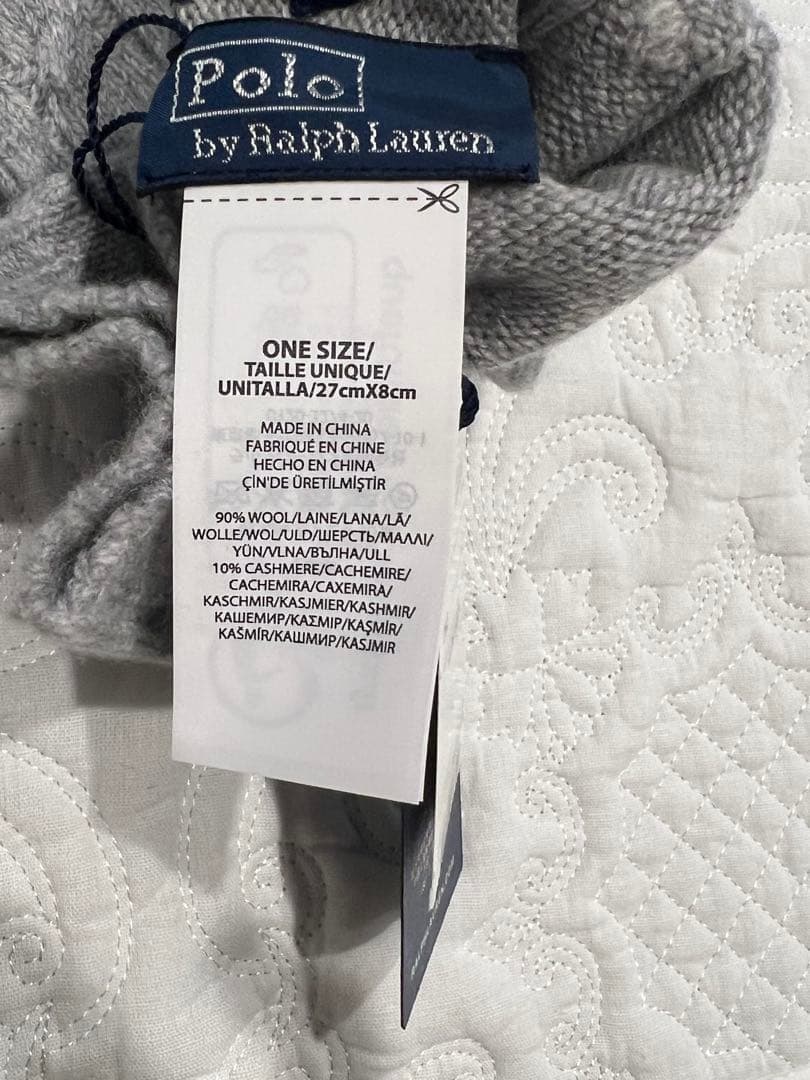 Polo
by Ralph Lauren
ONE SIZE/
TAILLE UNIQUE/
UNITALLA/27cmX8cm
MADE IN CHINA
FABRIQUÉ EN CHINE
HECHO EN CHINA
ÇİN'DE ÜRETİLMİŞTİR
90% WOOL/LAINE/LANA/LÃ/
WOLLE/WOL/ULD/ШЕРСТЬ/ΜΑΛΛΙ/
YÜN/VLNA/ВЪЛНА/ULL
10% CASHMERE/CACHEMIRE/
CACHEMIRA/CAXEMIRA/
KASCHMIR/KASJMIER/KASHMIR/
КАШЕМИР/ΚΑΣΜΙΡ/KAŞMİR/
KAŠMÍR/КАШМИР/KASJMIR